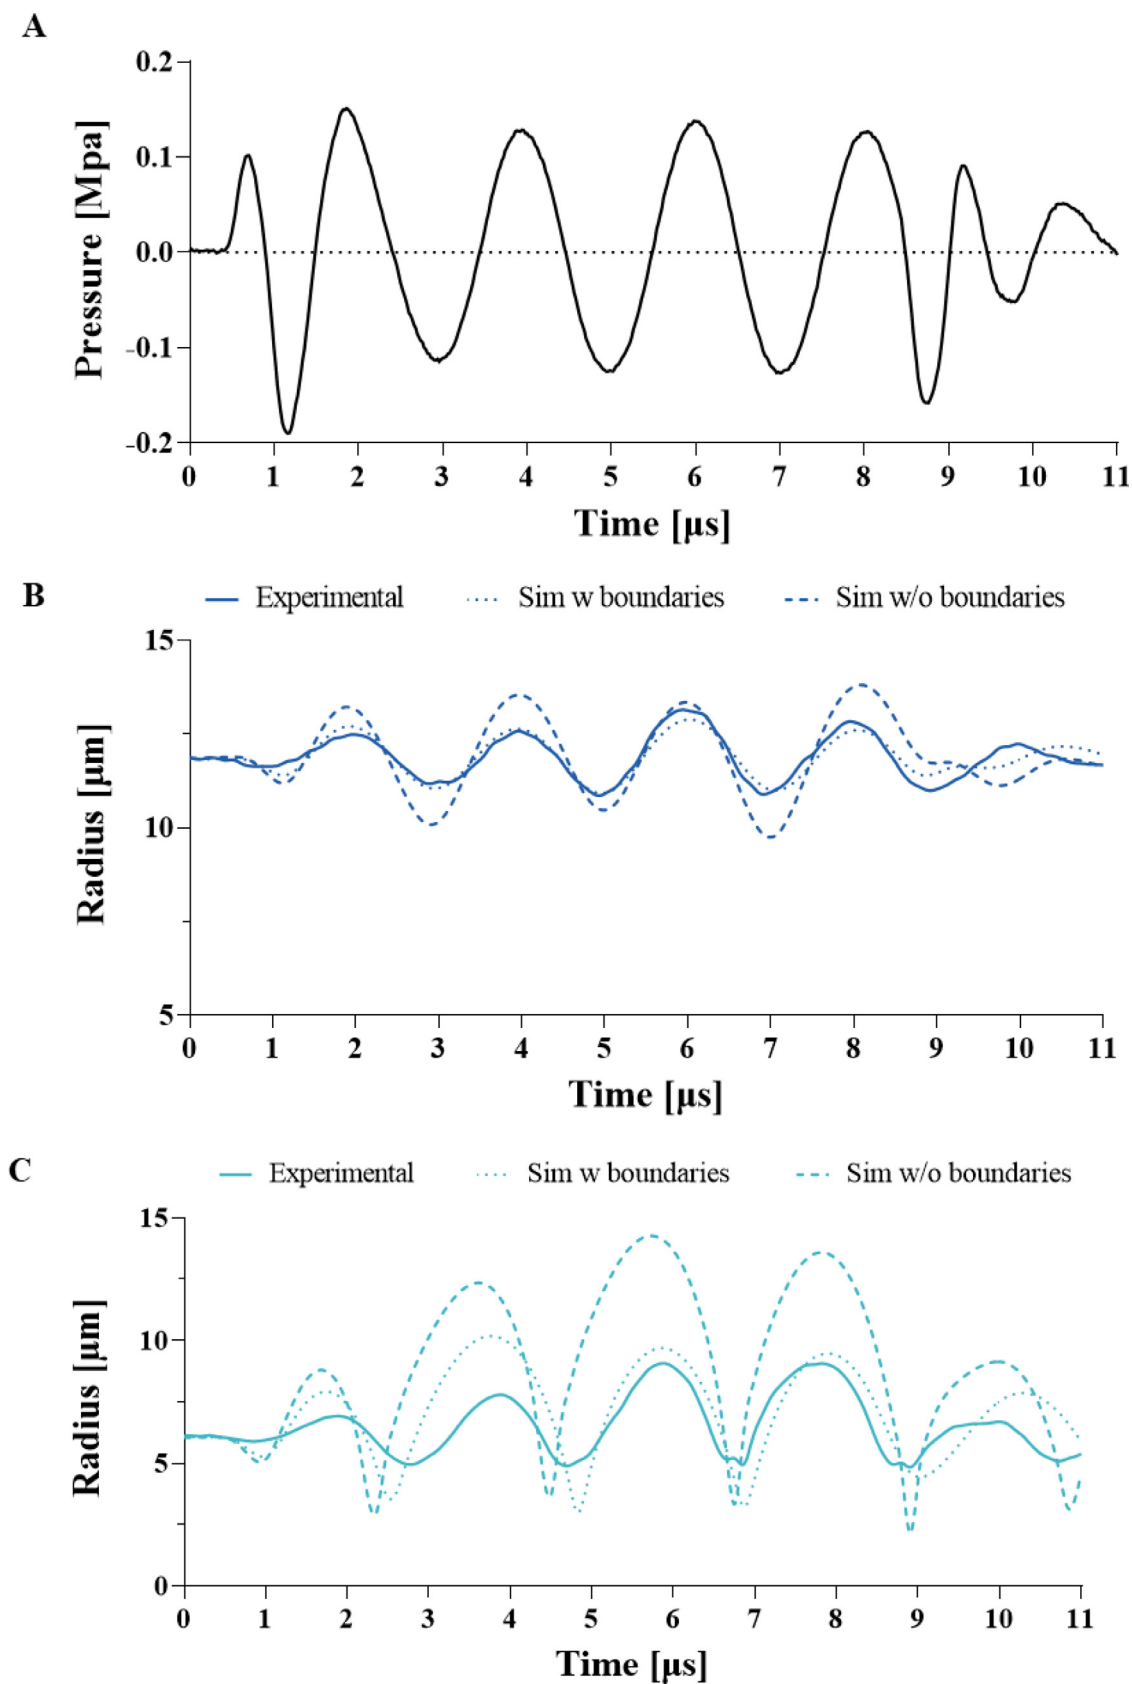 A
0.2
0.1
0.0
-0.1
-0.2
Pressure [Mpa]
0 1 2 3 4 5 6 7 8 9 10 11
Time [µs]
B
Experimental Sim w boundaries Sim w/o boundaries
15
10
5
Radius [µm]
0 1 2 3 4 5 6 7 8 9 10 11
Time [µs]
C
Experimental Sim w boundaries Sim w/o boundaries
15
10
5
0
Radius [µm]
0 1 2 3 4 5 6 7 8 9 10 11
Time [µs]